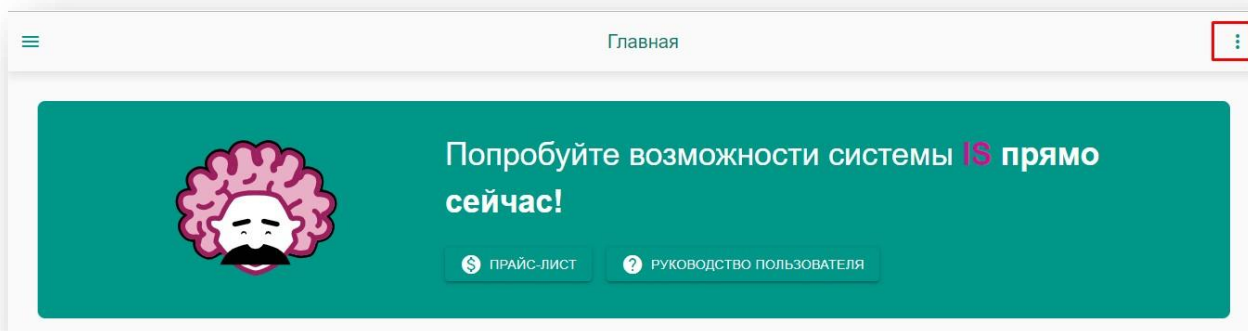 Главная
Попробуйте возможности системы IS прямо
сейчас!
ПРАЙС-ЛИСТ
РУКОВОДСТВО ПОЛЬЗОВАТЕЛЯ